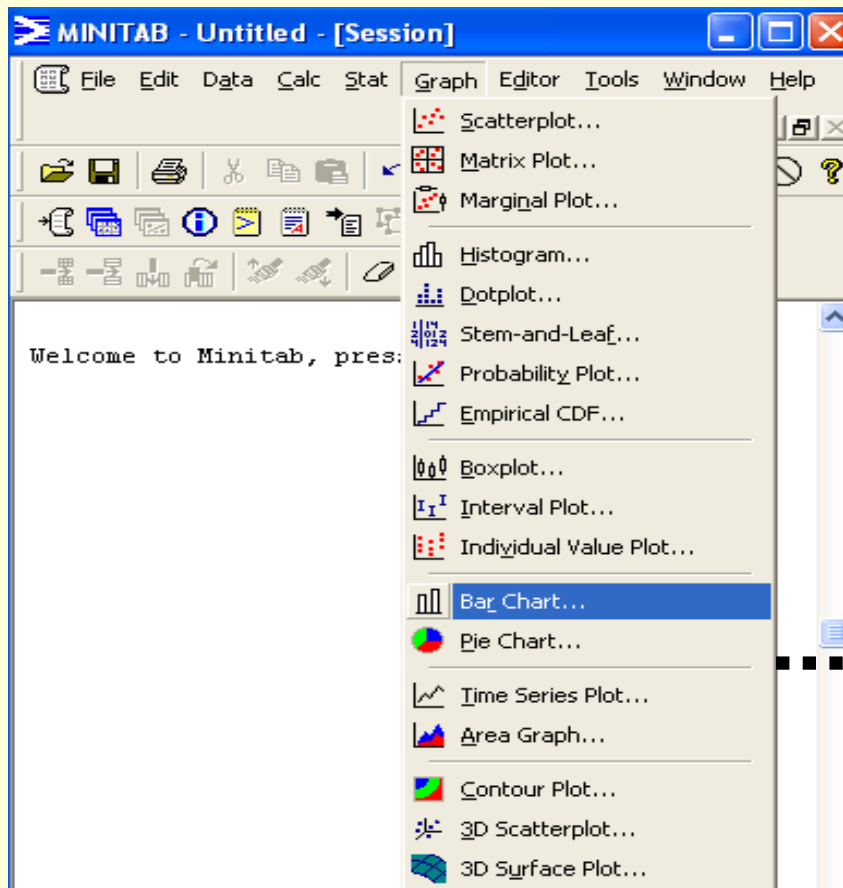 MINITAB - Untitled - [Session]
File Edit Data Calc Stat Graph Editor Tools Window Help
Scatterplot...
Matrix Plot...
Marginal Plot...
Histogram...
Dotplot...
Stem-and-Leaf...
Welcome to Minitab, pres
Probability Plot...
Empirical CDF...
Boxplot...
Interval Plot...
Individual Value Plot...
Bar Chart...
Pie Chart...
Time Series Plot...
Area Graph...
Contour Plot...
3D Scatterplot...
3D Surface Plot...